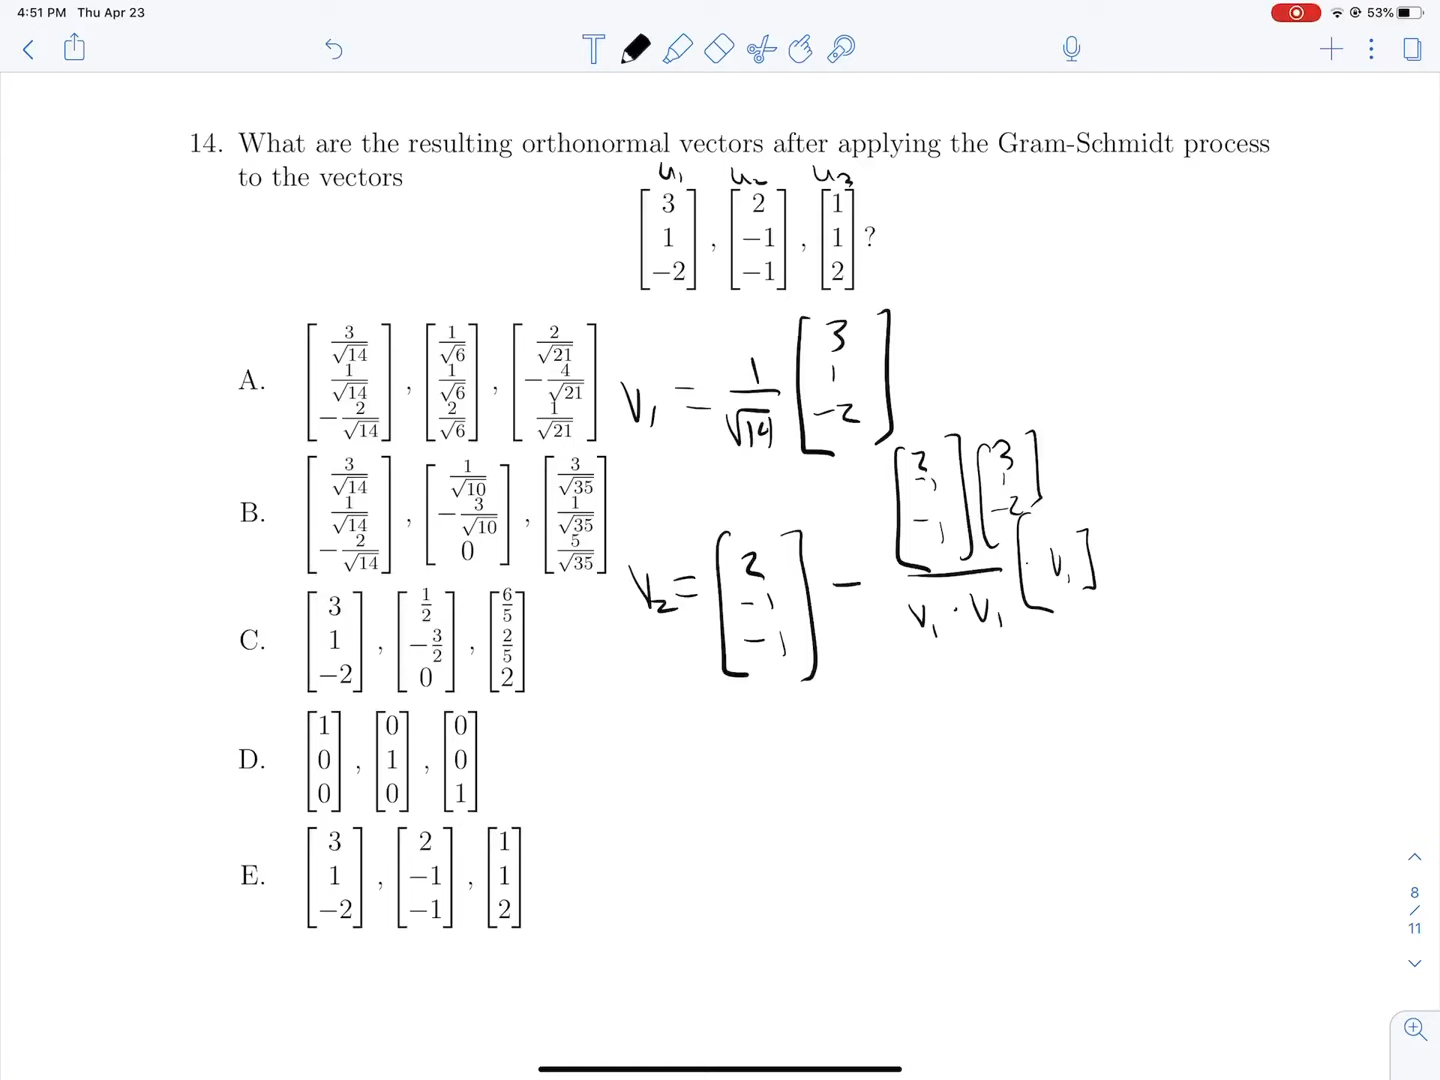 4:51 PM Thu Apr 23
53%
14. What are the resulting orthonormal vectors after applying the Gram-Schmidt process
to the vectors
u₁ u₂ u₃
[3 1 −2], [2 −1 −1], [1 1 2]?
A. [3/√14 1/√14 −2/√14], [1/√6 1/√6 2/√6], [2/√21 −4/√21 1/√21]
V₁ = 1/√14 [3 1 -2]
B. [3/√14 1/√14 −2/√14], [1/√10 −3/√10 0], [3/√35 1/√35 5/√35]
V₂ = [2 -1 -1] − [2 -1 -1][3 1 -2] / V₁ · V₁ [V₁]
C. [3 1 −2], [1/2 −3/2 0], [6/5 2/5 2]
D. [1 0 0], [0 1 0], [0 0 1]
E. [3 1 −2], [2 −1 −1], [1 1 2]
8
/
11